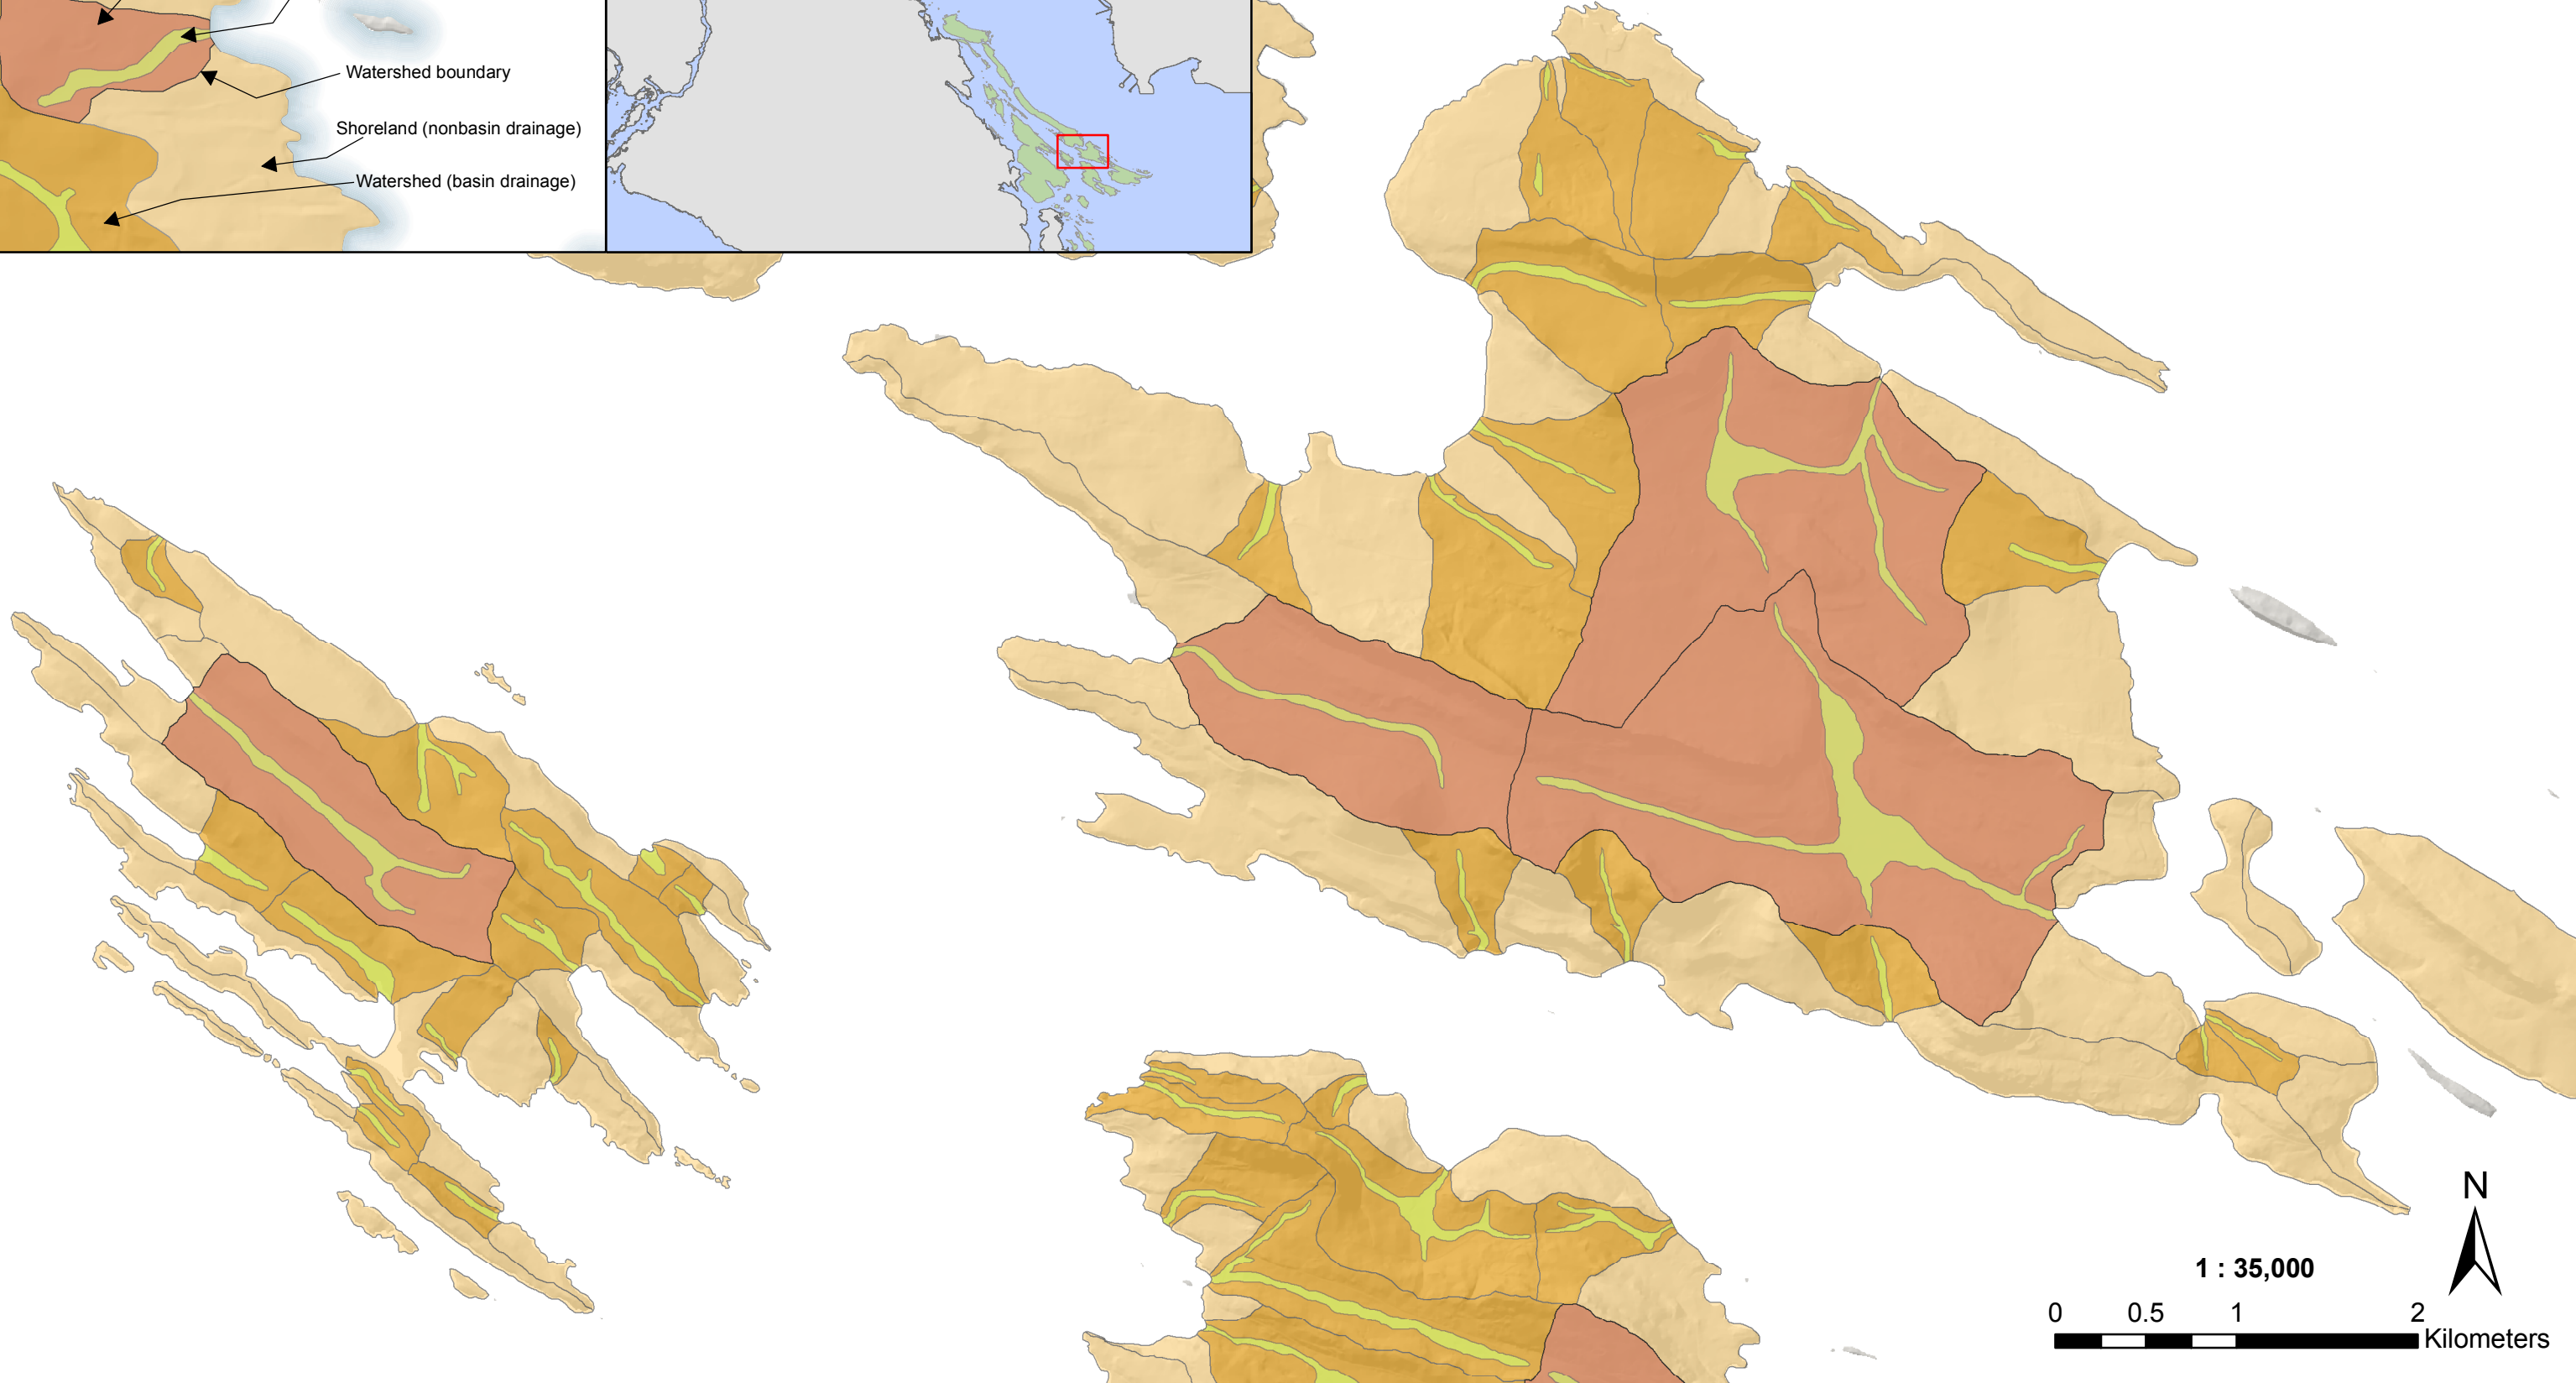 Watershed boundary
Shoreland (nonbasin drainage)
Watershed (basin drainage)
N
1 : 35,000
0 0.5 1 2
Kilometers